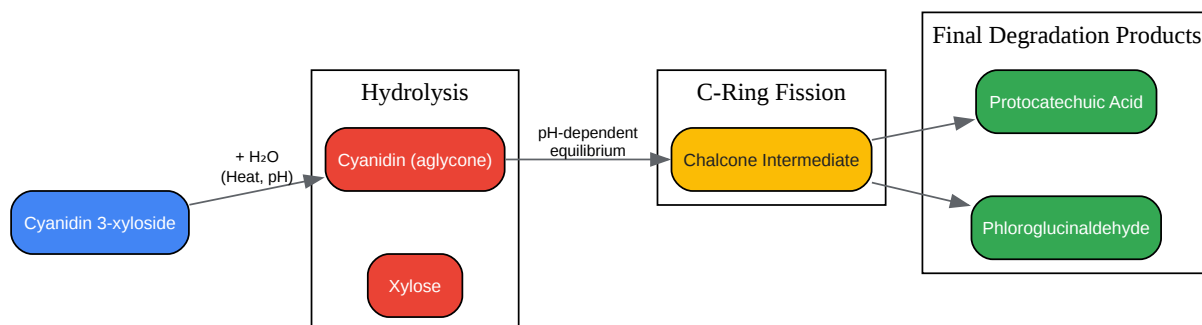 Final Degradation Products
Hydrolysis
C-Ring Fission
Protocatechuic Acid
pH-dependent
equilibrium
Cyanidin (aglycone)
Chalcone Intermediate
+ H₂O
(Heat, pH)
Cyanidin 3-xyloside
Phloroglucinaldehyde
Xylose